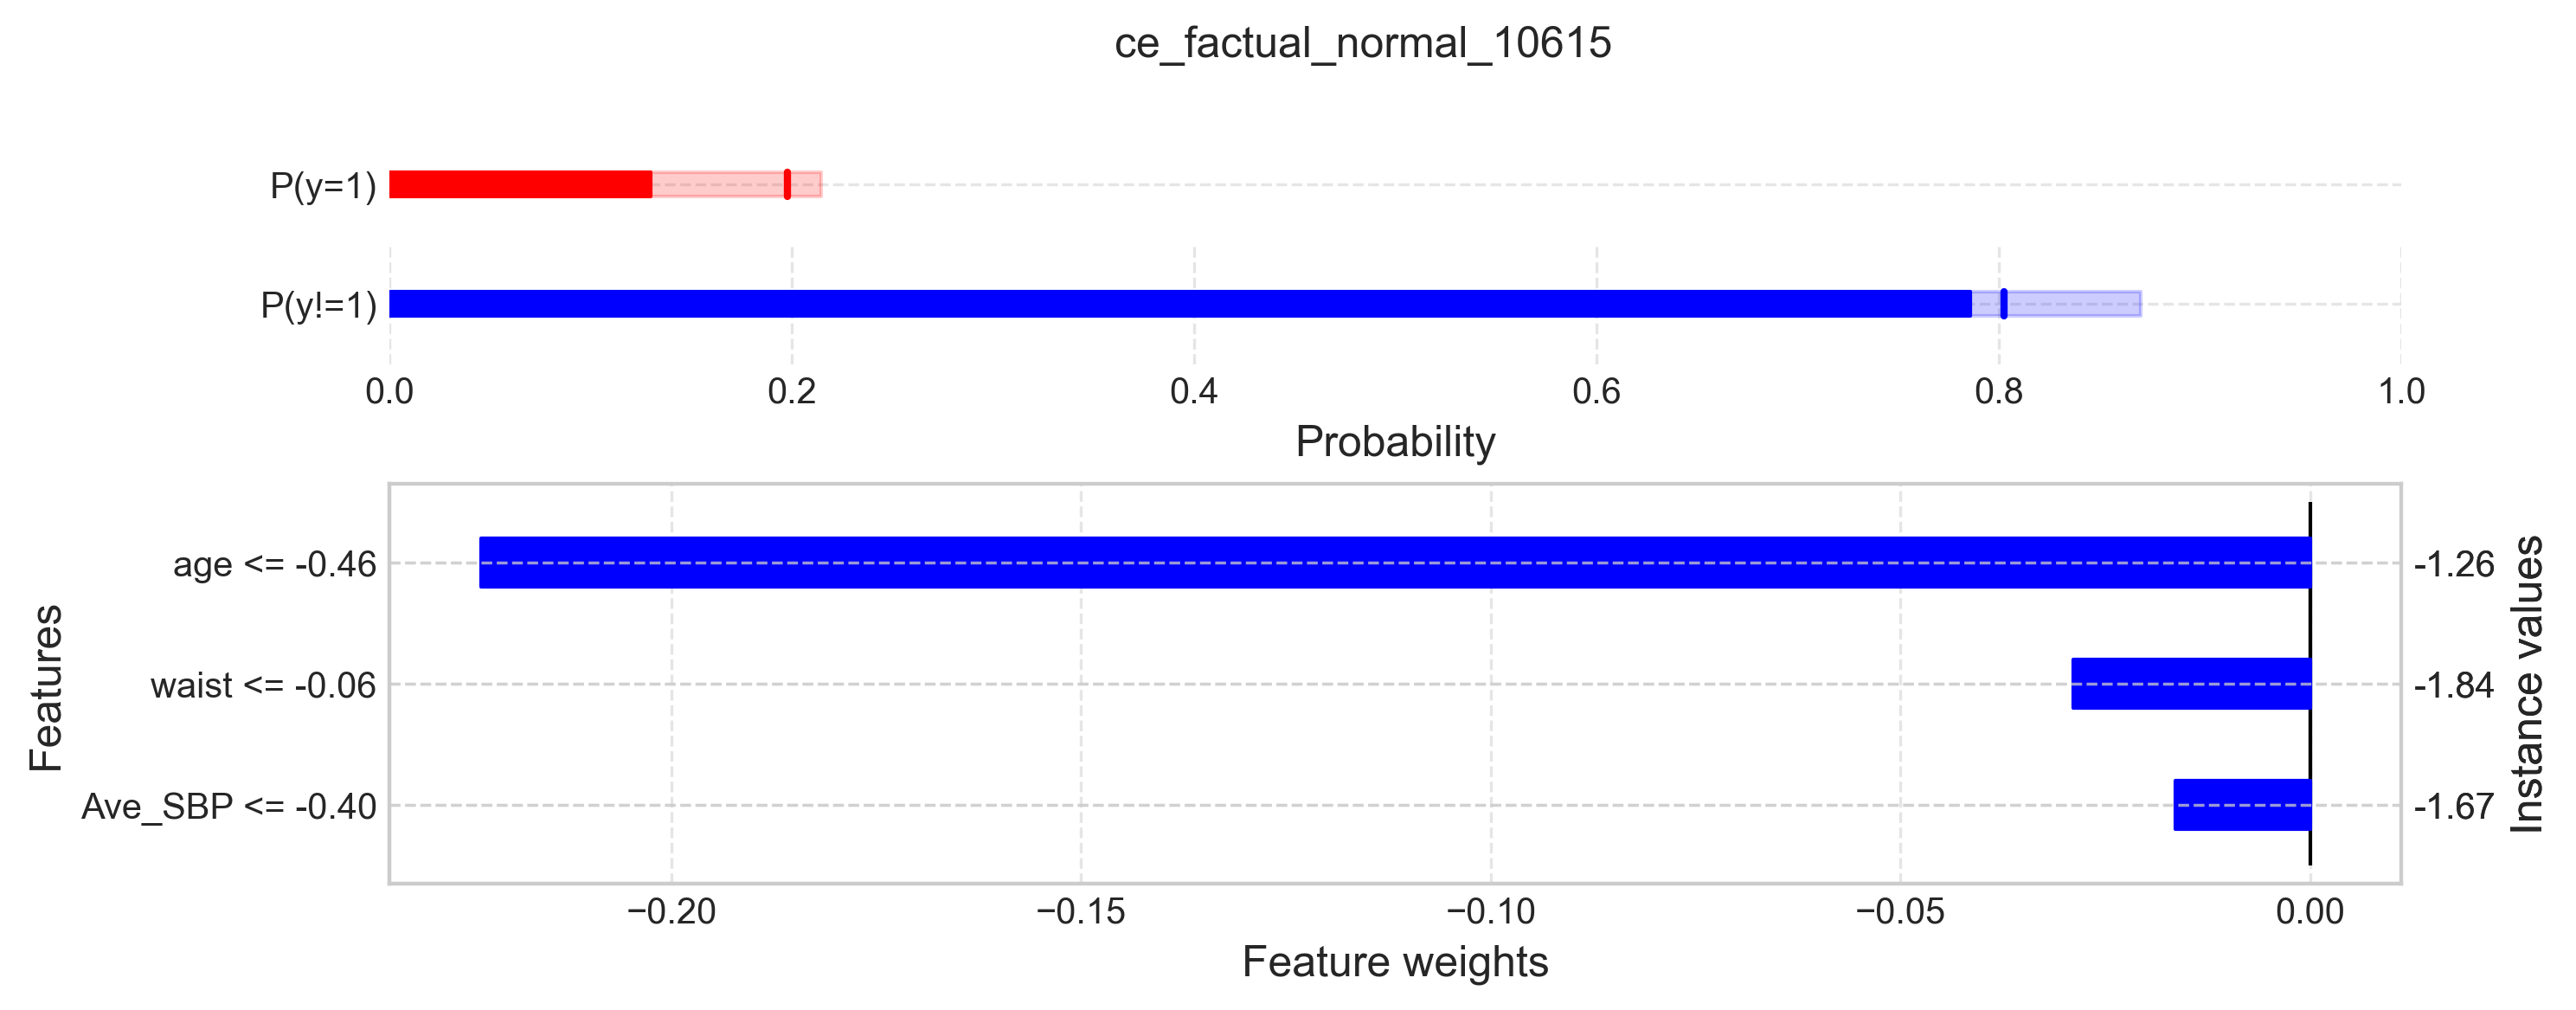 ce_factual_normal_10615
P(y=1)
P(y!=1)
0.0 0.2 0.4 0.6 0.8 1.0
Probability
Features
age <= -0.46
waist <= -0.06
Ave_SBP <= -0.40
-1.26
-1.84
-1.67
Instance values
−0.20 −0.15 −0.10 −0.05 0.00
Feature weights